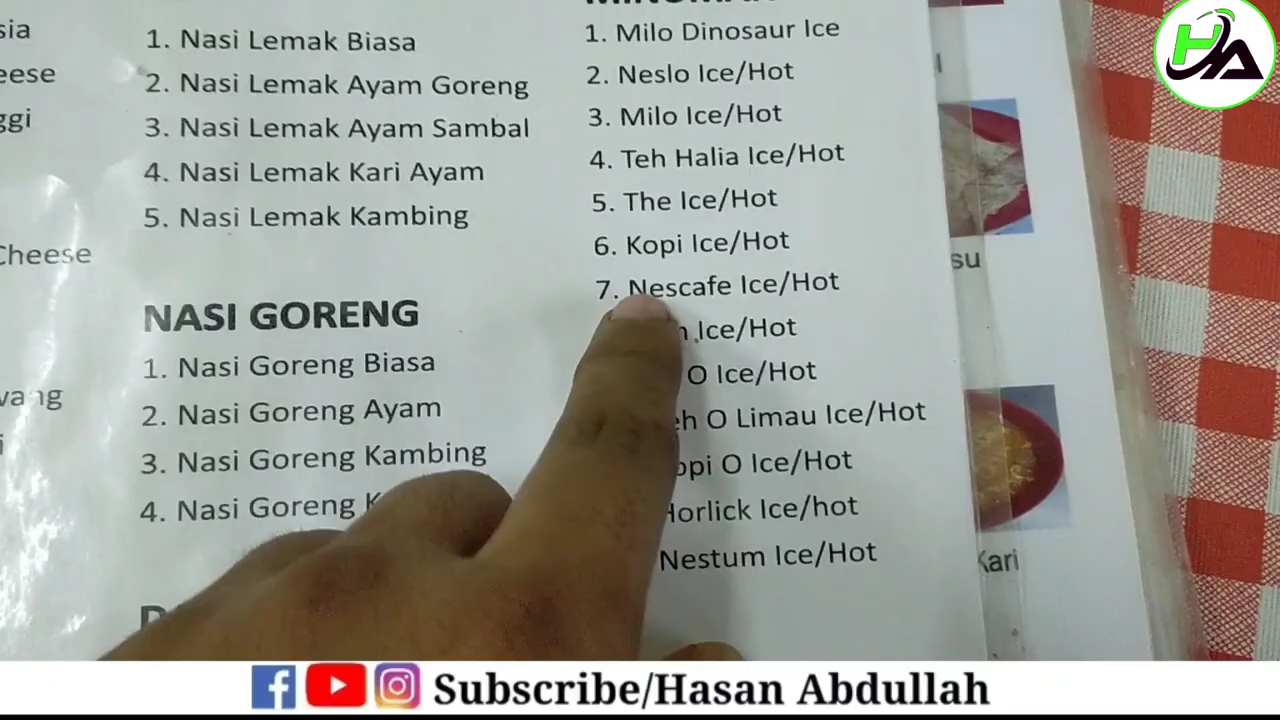 1. Nasi Lemak Biasa
2. Nasi Lemak Ayam Goreng
3. Nasi Lemak Ayam Sambal
4. Nasi Lemak Kari Ayam
5. Nasi Lemak Kambing
Cheese
NASI GORENG
1. Nasi Goreng Biasa
2. Nasi Goreng Ayam
3. Nasi Goreng Kambing
4. Nasi Goreng
1. Milo Dinosaur Ice
2. Neslo Ice/Hot
3. Milo Ice/Hot
4. Teh Halia Ice/Hot
5. The Ice/Hot
6. Kopi Ice/Hot
7. Nescafe Ice/Hot
Ice/Hot
O Ice/Hot
O Limau Ice/Hot
O Ice/Hot
Horlick Ice/hot
Nestum Ice/Hot
su
Kari
HA
Subscribe/Hasan Abdullah